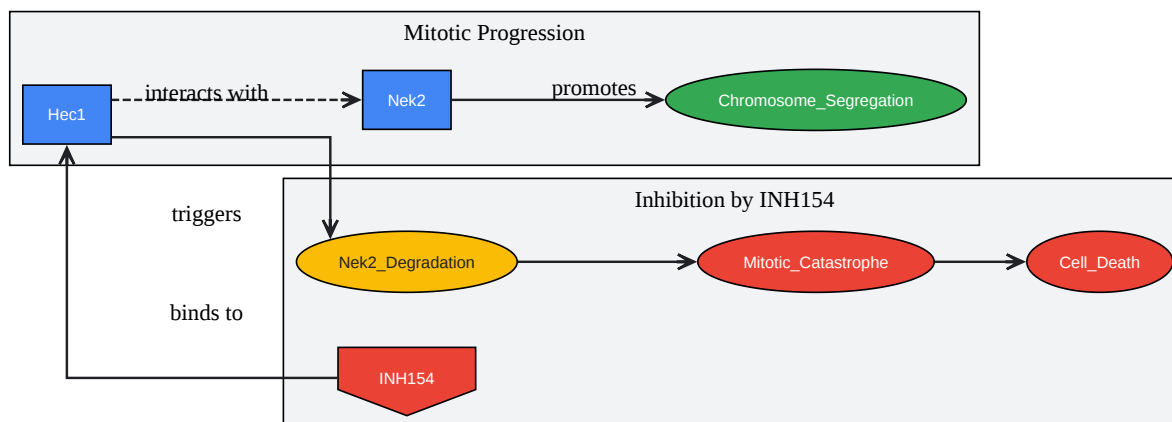 Mitotic Progression
interacts with
promotes
Hec1
Nek2
Chromosome_Segregation
Inhibition by INH154
triggers
Nek2_Degradation
Mitotic_Catastrophe
Cell_Death
binds to
INH154